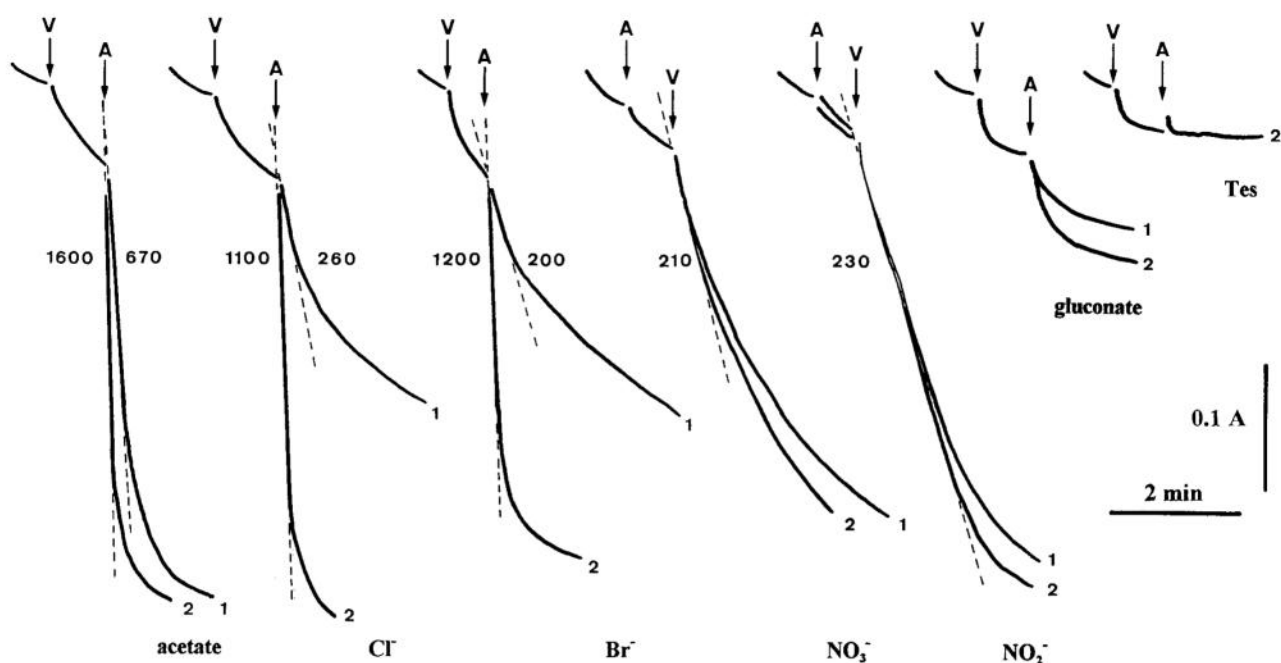 V V V A A V V
A A A V V A A
2
Tes
1600 670 1100 260 1200 200 210 230
1
2
gluconate
1
1
0.1 A
2 min
2 1
2
1
2
2
1
2
acetate Cl⁻ Br⁻ NO₃⁻ NO₂⁻